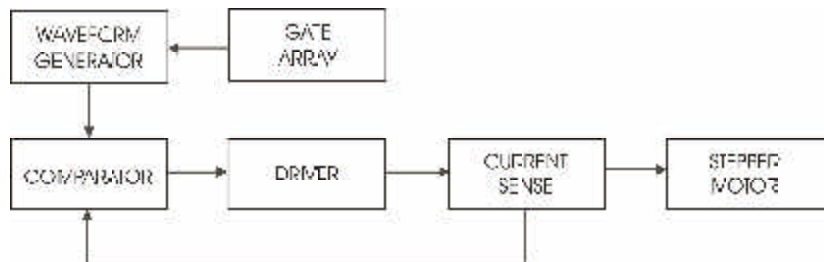 WAVEFORM
GENERATOR
GATE
ARRAY
COMPARATOR
DRIVER
CURRENT
SENSE
STEPPER
MOTOR